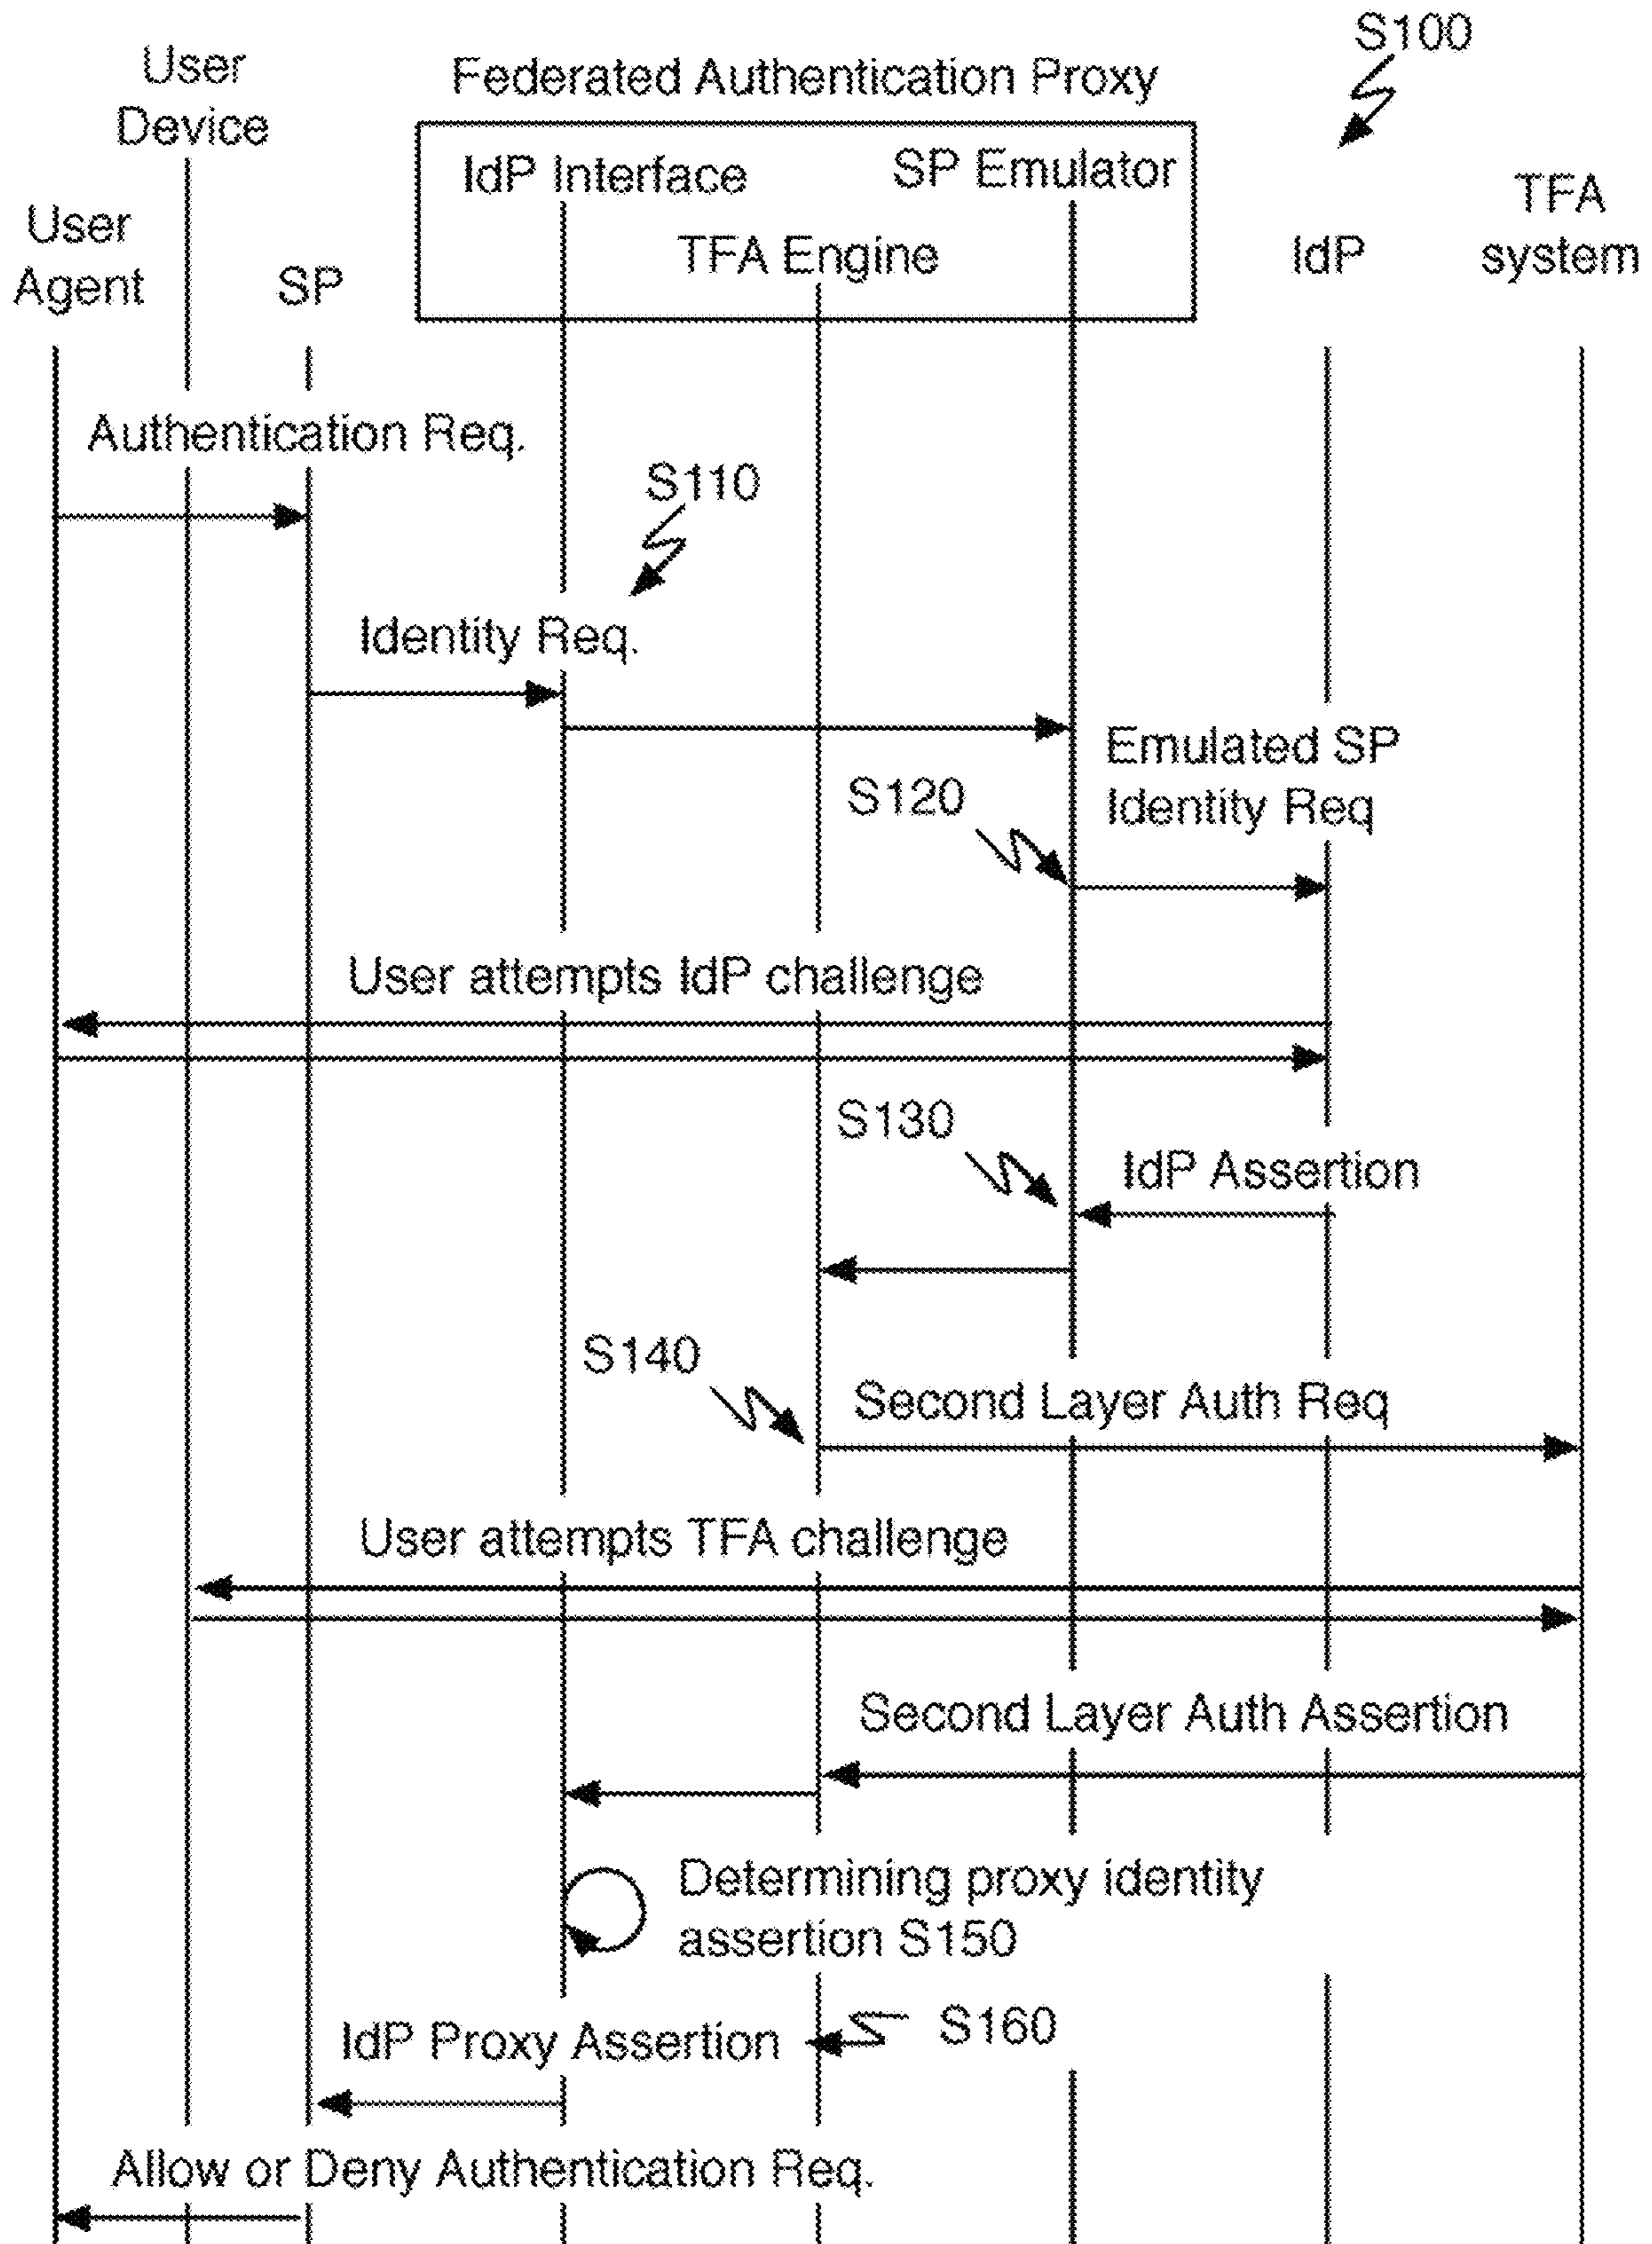 S100
User
Device
Federated Authentication Proxy
IdP Interface
SP Emulator
TFA
system
User
Agent
SP
TFA Engine
IdP
Authentication Req.
S110
Identity Req.
Emulated SP
Identity Req
S120
User attempts IdP challenge
S130
IdP Assertion
S140
Second Layer Auth Req
User attempts TFA challenge
Second Layer Auth Assertion
Determining proxy identity
assertion S150
IdP Proxy Assertion
S160
Allow or Deny Authentication Req.